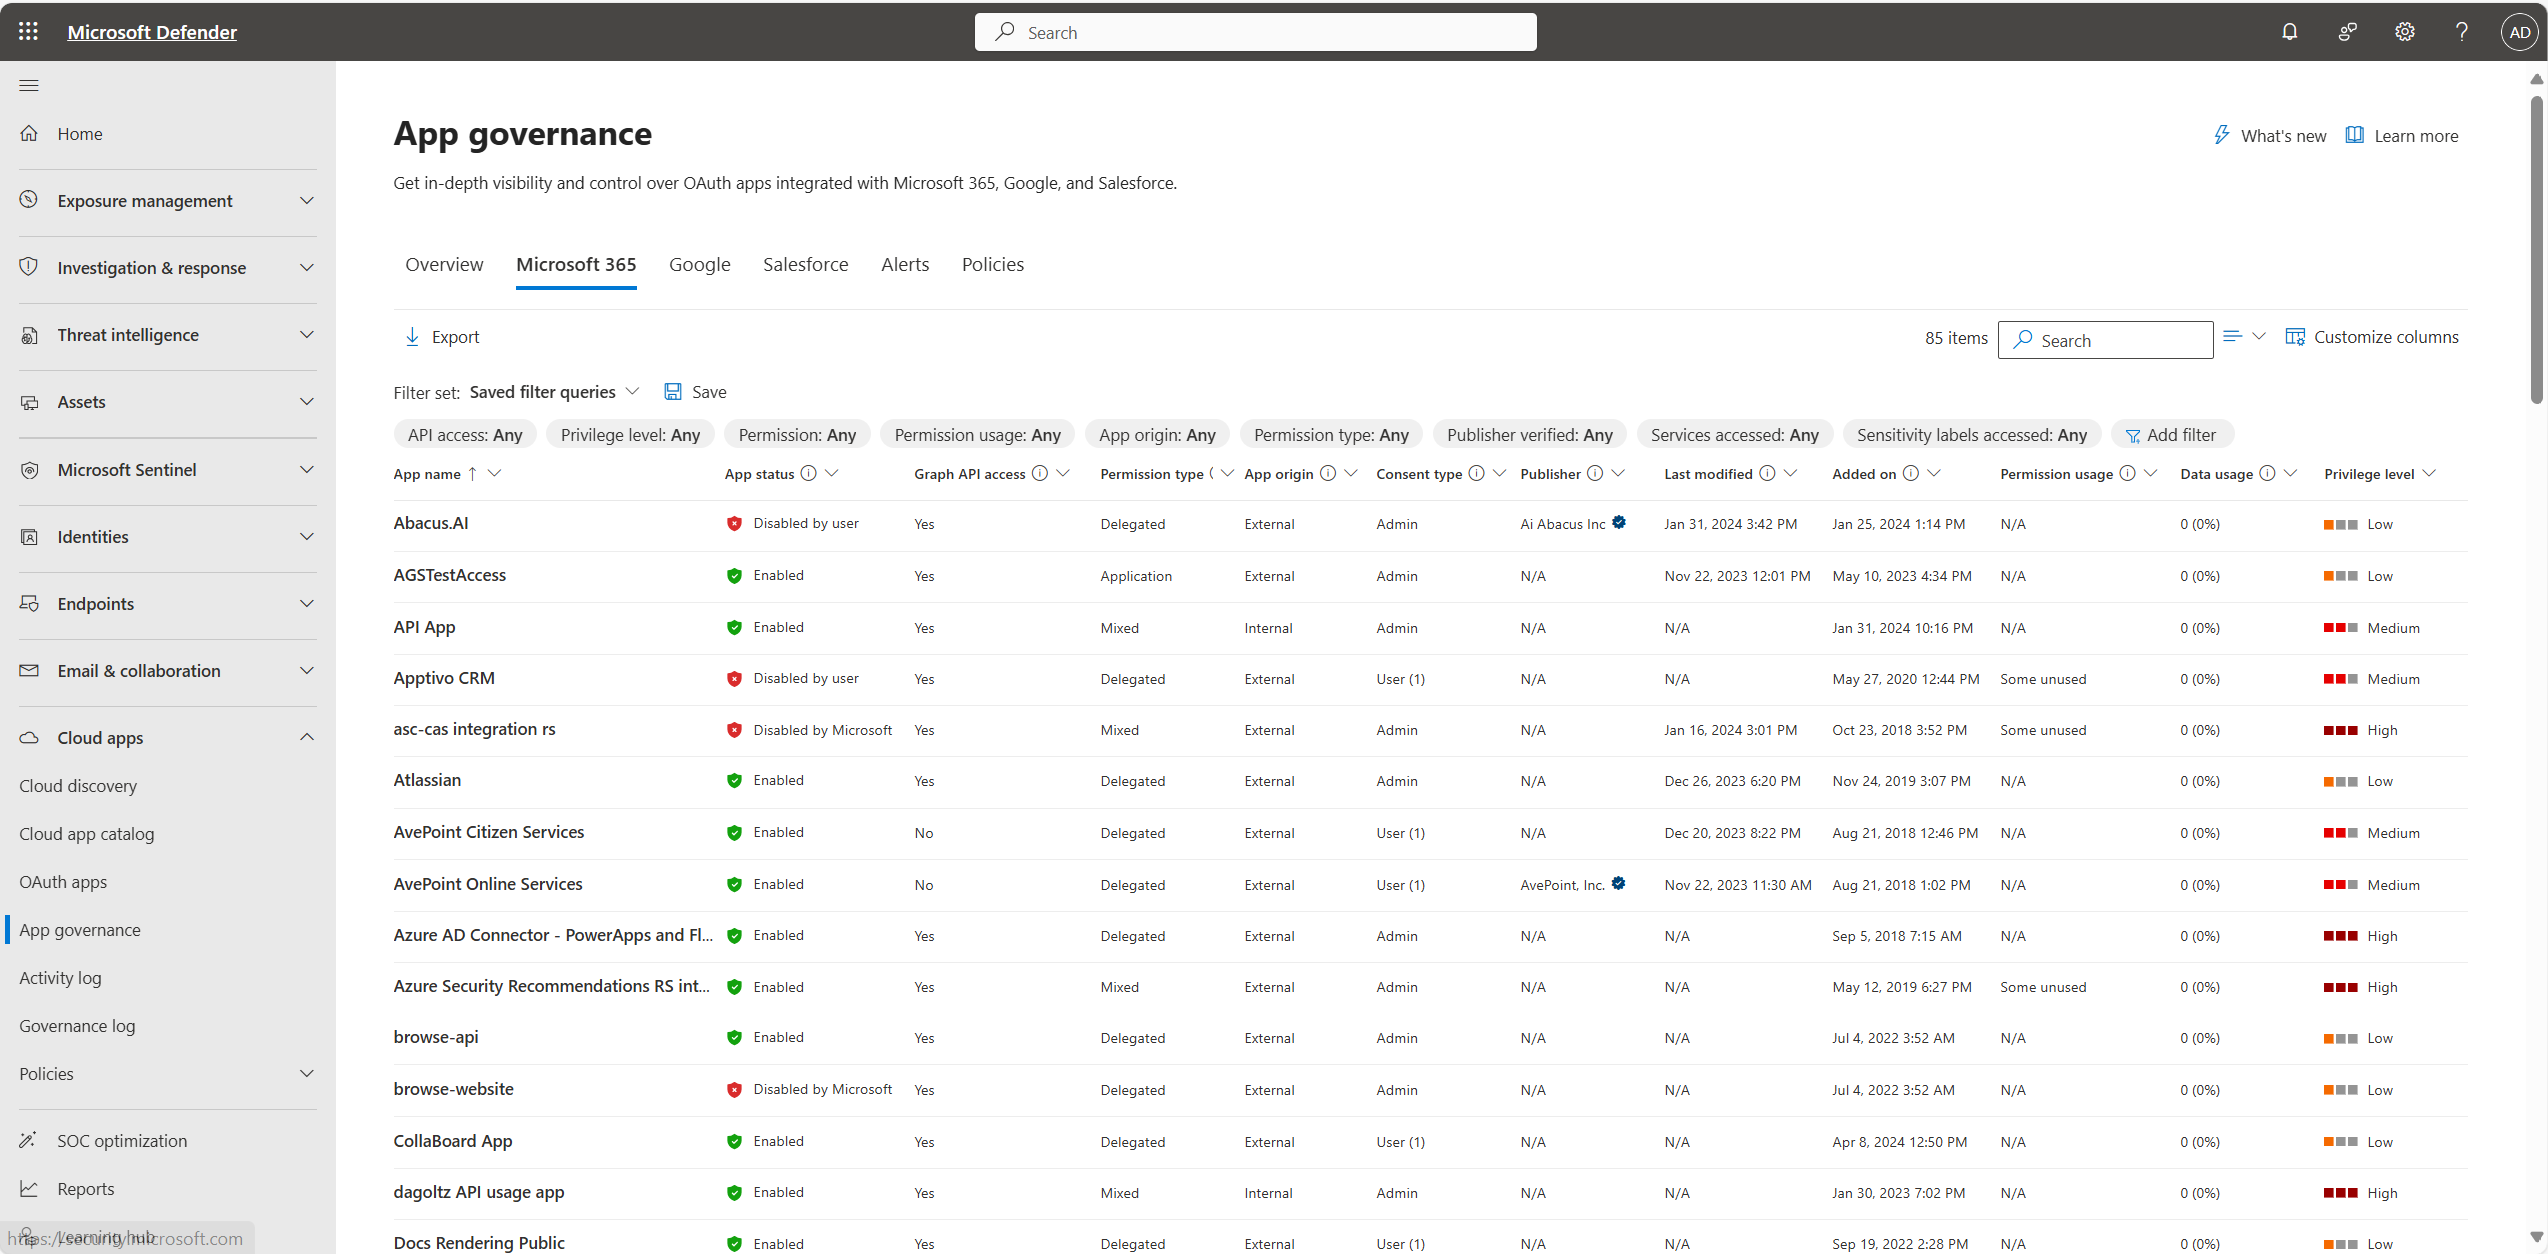 Microsoft Defender
Search
AD
Home
Exposure management
Investigation & response
Threat intelligence
Assets
Microsoft Sentinel
Identities
Endpoints
Email & collaboration
Cloud apps
Cloud discovery
Cloud app catalog
OAuth apps
App governance
Activity log
Governance log
Policies
SOC optimization
Reports
Learning hub
https://security.microsoft.com
App governance
What's new Learn more
Get in-depth visibility and control over OAuth apps integrated with Microsoft 365, Google, and Salesforce.
Overview Microsoft 365 Google Salesforce Alerts Policies
Export 85 items Search Customize columns
Filter set: Saved filter queries Save
API access: Any Privilege level: Any Permission: Any Permission usage: Any App origin: Any Permission type: Any Publisher verified: Any Services accessed: Any Sensitivity labels accessed: Any Add filter
App name App status Graph API access Permission type App origin Consent type Publisher Last modified Added on Permission usage Data usage Privilege level
Abacus.AI Disabled by user Yes Delegated External Admin Ai Abacus Inc Jan 31, 2024 3:42 PM Jan 25, 2024 1:14 PM N/A 0 (0%) Low
AGSTestAccess Enabled Yes Application External Admin N/A Nov 22, 2023 12:01 PM May 10, 2023 4:34 PM N/A 0 (0%) Low
API App Enabled Yes Mixed Internal Admin N/A N/A Jan 31, 2024 10:16 PM N/A 0 (0%) Medium
Apptivo CRM Disabled by user Yes Delegated External User (1) N/A N/A May 27, 2020 12:44 PM Some unused 0 (0%) Medium
asc-cas integration rs Disabled by Microsoft Yes Mixed External Admin N/A Jan 16, 2024 3:01 PM Oct 23, 2018 3:52 PM Some unused 0 (0%) High
Atlassian Enabled Yes Delegated External Admin N/A Dec 26, 2023 6:20 PM Nov 24, 2019 3:07 PM N/A 0 (0%) Low
AvePoint Citizen Services Enabled No Delegated External User (1) N/A Dec 20, 2023 8:22 PM Aug 21, 2018 12:46 PM N/A 0 (0%) Medium
AvePoint Online Services Enabled No Delegated External User (1) AvePoint, Inc. Nov 22, 2023 11:30 AM Aug 21, 2018 1:02 PM N/A 0 (0%) Medium
Azure AD Connector - PowerApps and Fl... Enabled Yes Delegated External Admin N/A N/A Sep 5, 2018 7:15 AM N/A 0 (0%) High
Azure Security Recommendations RS int... Enabled Yes Mixed External Admin N/A N/A May 12, 2019 6:27 PM Some unused 0 (0%) High
browse-api Enabled Yes Delegated External Admin N/A N/A Jul 4, 2022 3:52 AM N/A 0 (0%) Low
browse-website Disabled by Microsoft Yes Delegated External Admin N/A N/A Jul 4, 2022 3:52 AM N/A 0 (0%) Low
CollaBoard App Enabled Yes Delegated External User (1) N/A N/A Apr 8, 2024 12:50 PM N/A 0 (0%) Low
dagoltz API usage app Enabled Yes Mixed Internal Admin N/A N/A Jan 30, 2023 7:02 PM N/A 0 (0%) High
Docs Rendering Public Enabled Yes Delegated External User (1) N/A N/A Sep 19, 2022 2:28 PM N/A 0 (0%) Low